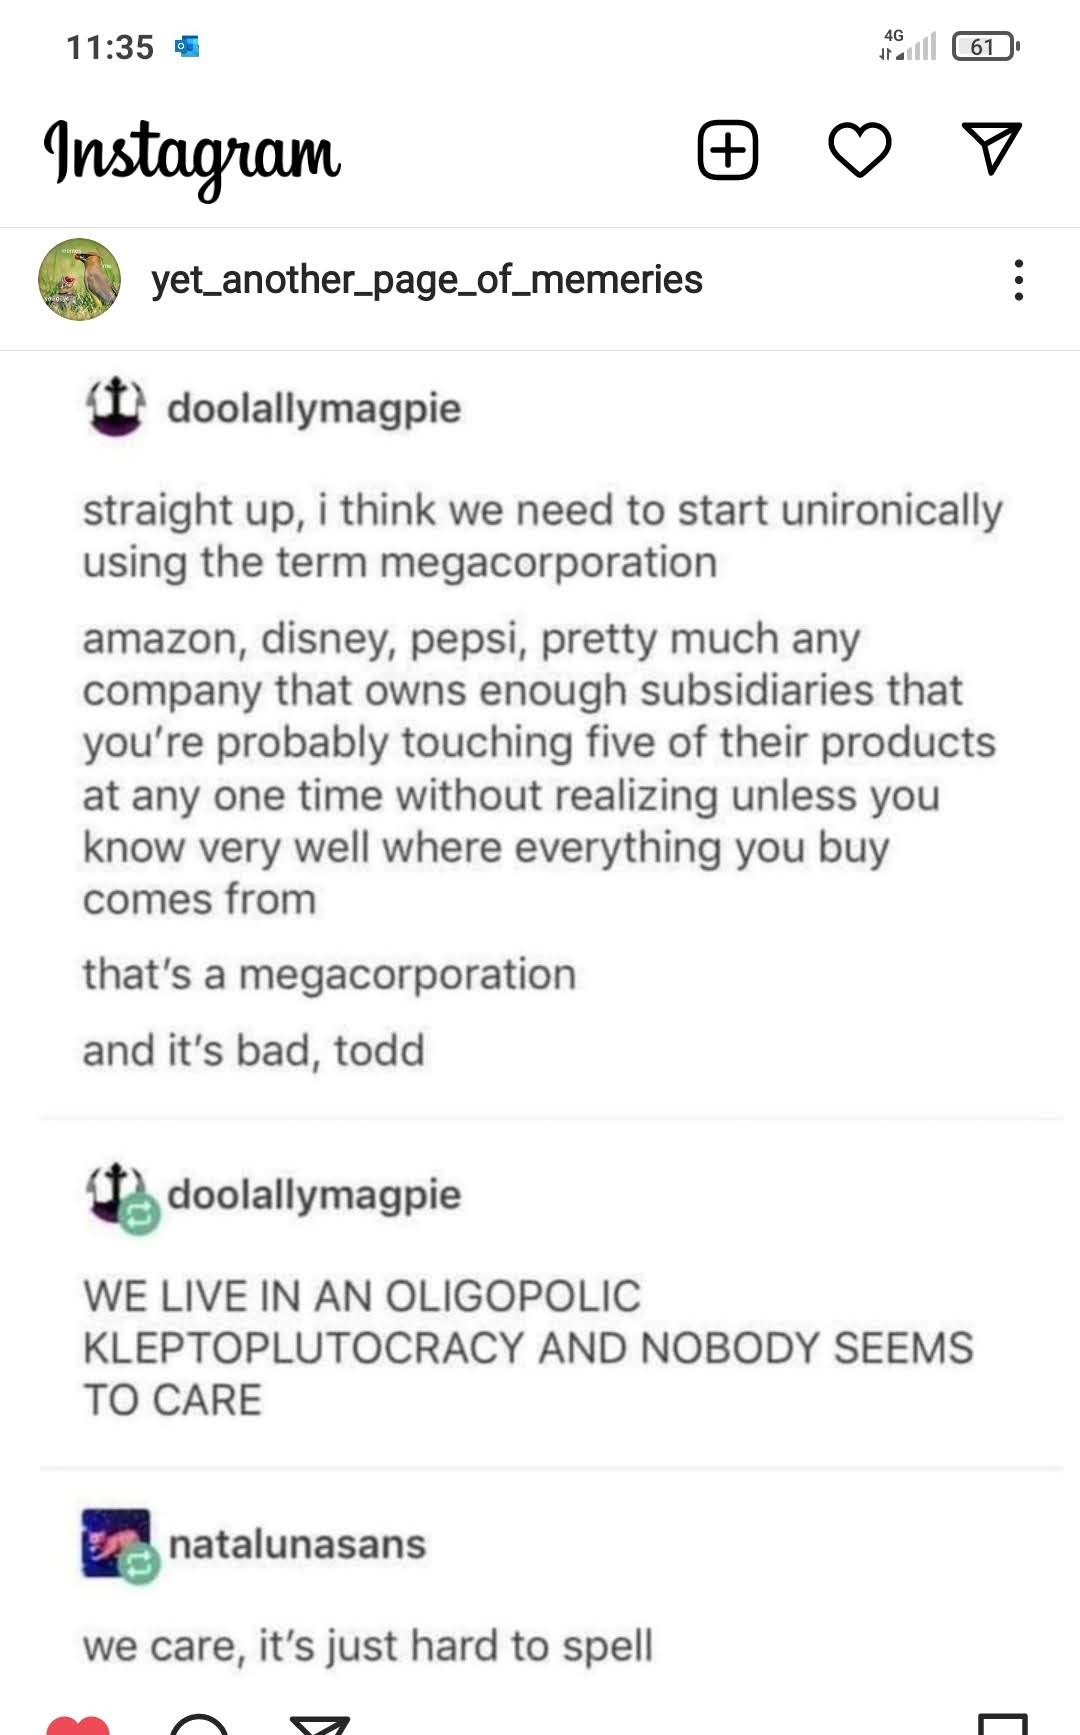 11:35
4G
61
Instagram
yet_another_page_of_memeries
doolallymagpie
straight up, i think we need to start unironically
using the term megacorporation
amazon, disney, pepsi, pretty much any
company that owns enough subsidiaries that
you're probably touching five of their products
at any one time without realizing unless you
know very well where everything you buy
comes from
that's a megacorporation
and it's bad, todd
doolallymagpie
WE LIVE IN AN OLIGOPOLIC
KLEPTOPLUTOCRACY AND NOBODY SEEMS
TO CARE
natalunasans
we care, it's just hard to spell